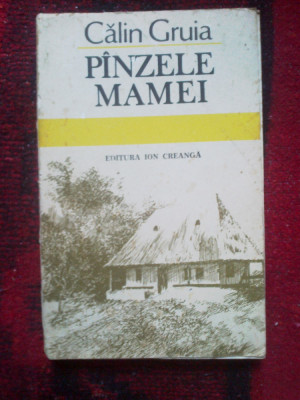 Călin Gruia
PÎNZELE
MAMEI
EDITURA ION CREANGĂ